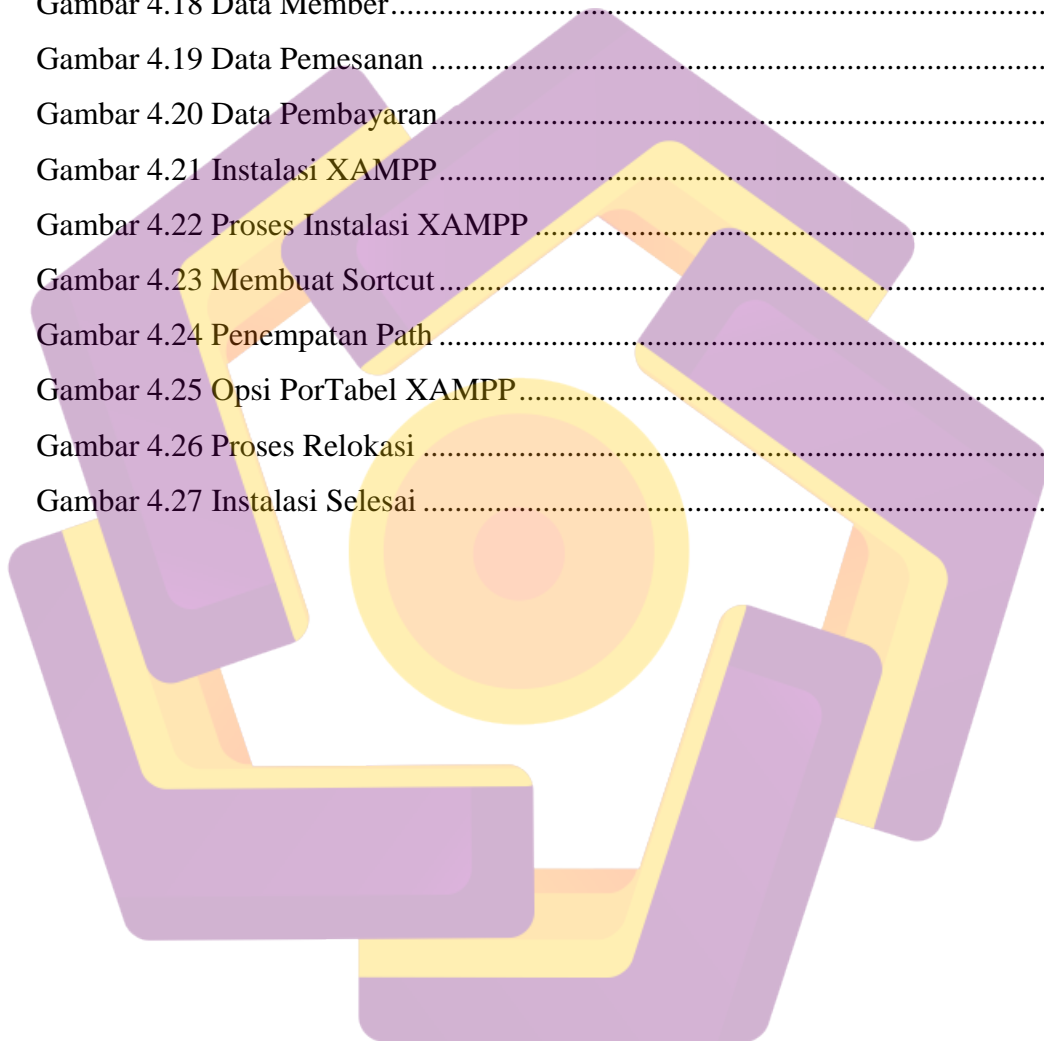 Gambar 4.18 Data Member..........................................................................................
Gambar 4.19 Data Pemesanan ....................................................................................
Gambar 4.20 Data Pembayaran...................................................................................
Gambar 4.21 Instalasi XAMPP...................................................................................
Gambar 4.22 Proses Instalasi XAMPP .......................................................................
Gambar 4.23 Membuat Sortcut ...................................................................................
Gambar 4.24 Penempatan Path ...................................................................................
Gambar 4.25 Opsi PorTabel XAMPP.........................................................................
Gambar 4.26 Proses Relokasi .....................................................................................
Gambar 4.27 Instalasi Selesai .....................................................................................